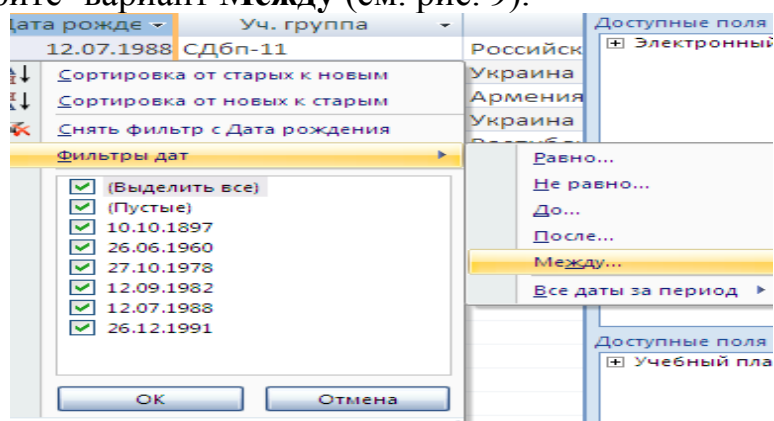 вариант Между (см. рис. 9).
Дата рожде Уч. группа
12.07.1988 СДбп-11
Сортировка от старых к новым
Сортировка от новых к старым
Снять фильтр с Дата рождения
Фильтры дат
(Выделить все)
(Пустые)
10.10.1897
26.06.1960
27.10.1978
12.09.1982
12.07.1988
26.12.1991
ОК Отмена
Российск
Украина
Армения
Украина
Равно...
Не равно...
До...
После...
Между...
Все даты за период
Доступные поля
Электронный
Доступные поля
Учебный пла